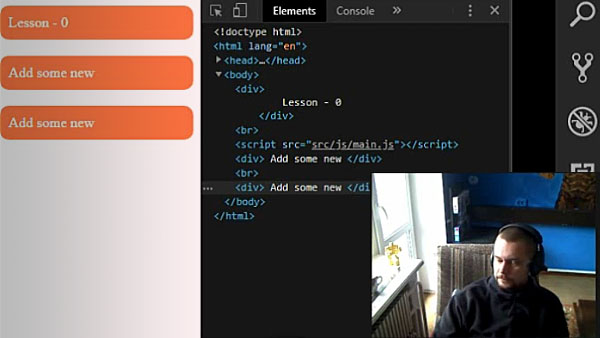 Lesson - 0
Add some new
Add some new
Elements Console »
<!doctype html>
<html lang="en">
<head>…</head>
<body>
<div>
Lesson - 0
</div>
<br>
<script src="src/js/main.js"></script>
<div> Add some new </div>
<br>
… <div> Add some new </di
</body>
</html>